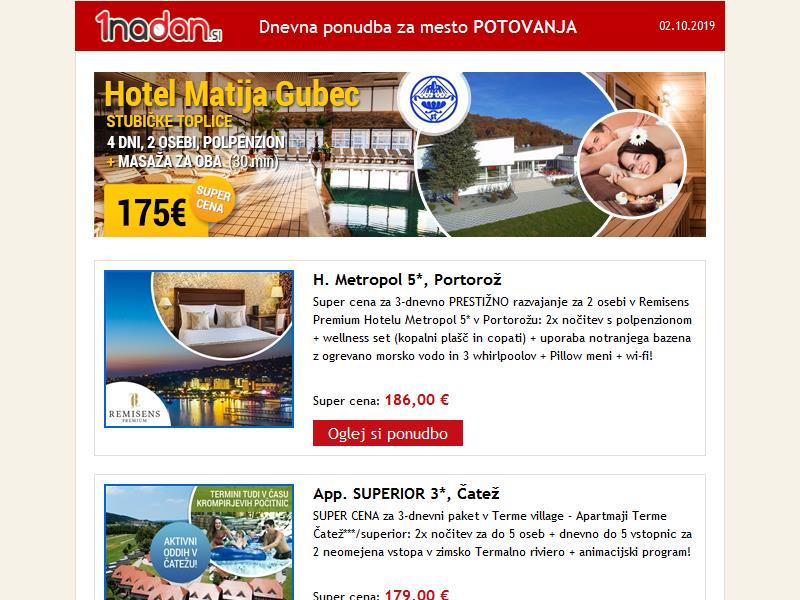 1nadan.si
Dnevna ponudba za mesto POTOVANJA
02.10.2019
Hotel Matija Gubec
STUBIČKE TOPLICE
4 DNI, 2 OSEBI, POLPENZION
+ MASAŽA ZA OBA (30 min)
175€
SUPER
CENA
H. Metropol 5*, Portorož
Super cena za 3-dnevno PRESTIŽNO razvajanje za 2 osebi v Remisens
Premium Hotelu Metropol 5* v Portorožu: 2x nočitev s polpenzionom
+ wellness set (kopalni plašč in copati) + uporaba notranjega bazena
z ogrevano morsko vodo in 3 whirlpoolov + Pillow meni + wi-fi!
REMISENS
PREMIUM
Super cena: 186,00 €
Oglej si ponudbo
TERMINI TUDI V ČASU
KROMPIRJEVIH POČITNIC
AKTIVNI
ODDIH V
ČATEŽU!
App. SUPERIOR 3*, Čatež
SUPER CENA za 3-dnevni paket v Terme village - Apartmaji Terme
Čatež***/superior: 2x nočitev za do 5 oseb + dnevno do 5 vstopnic za
2 neomejena vstopa v zimsko Termalno riviero + animacijski program!
Super cena: 179,00 €